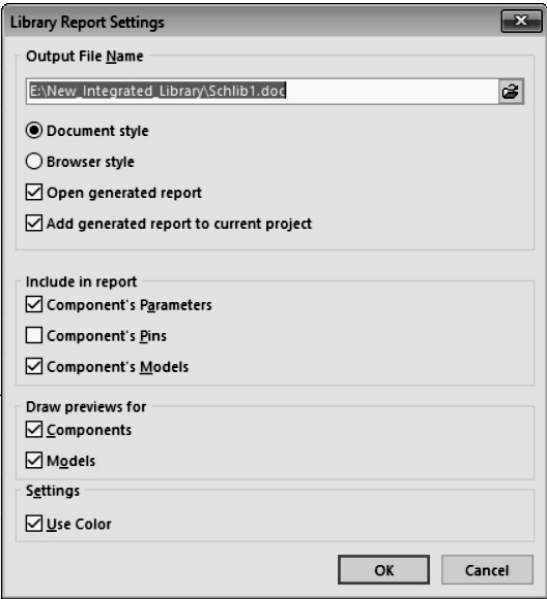 Library Report Settings
Output File Name
E:\New_Integrated_Library\Schlib1.doc
Document style
Browser style
Open generated report
Add generated report to current project
Include in report
Component's Parameters
Component's Pins
Component's Models
Draw previews for
Components
Models
Settings
Use Color
OK Cancel